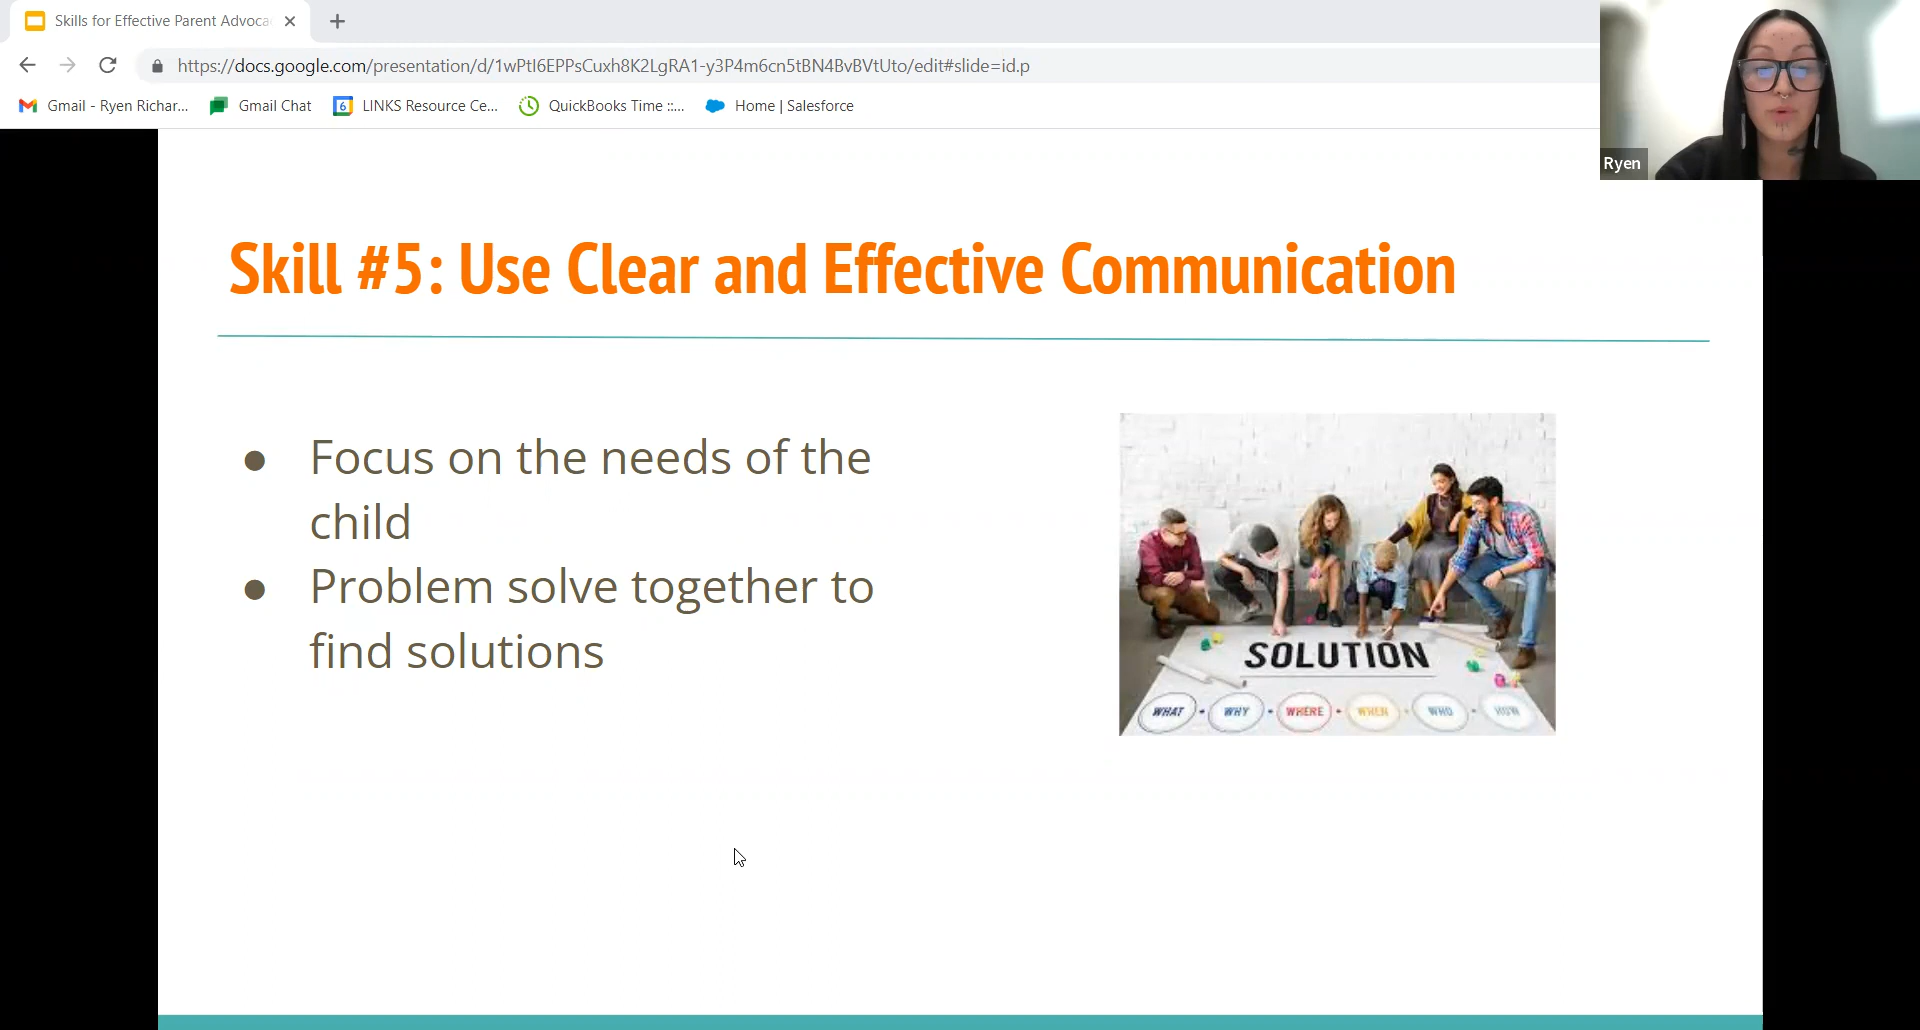 Skills for Effective Parent Advoca
https://docs.google.com/presentation/d/1wPtI6EPPsCuxh8K2LgRA1-y3P4m6cn5tBN4BvBVtUto/edit#slide=id.p
Gmail - Ryen Richar... Gmail Chat 6 LINKS Resource Ce... QuickBooks Time ::... Home | Salesforce
Ryen
Skill #5: Use Clear and Effective Communication
● Focus on the needs of the
child
● Problem solve together to
find solutions
SOLUTION
WHAT WHY WHERE WHEN WHO HOW